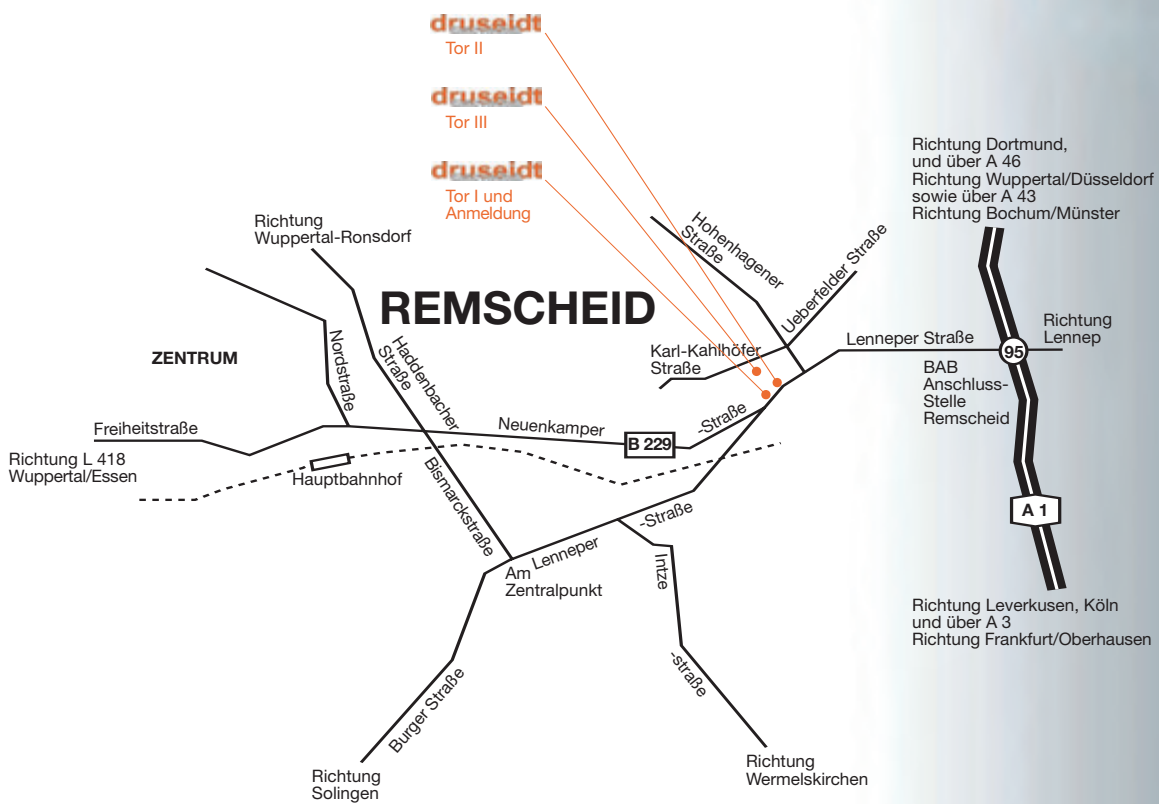 druseidt
Tor II
druseidt
Tor III
druseidt
Tor I und
Anmeldung
Richtung Dortmund,
und über A 46
Richtung Wuppertal/Düsseldorf
sowie über A 43
Richtung Bochum/Münster
Richtung
Wuppertal-Ronsdorf
Hohenhagener
Straße
Ueberfelder Straße
REMSCHEID
ZENTRUM
Nordstraße
Haddenbacher
Straße
Karl-Kahlhöfer
Straße
Lenneper Straße
Richtung
Lennep
95
BAB
Anschluss-
Stelle
Remscheid
Freiheitstraße
Neuenkamper
B 229
-Straße
Richtung L 418
Wuppertal/Essen
Hauptbahnhof
Bismarckstraße
A 1
Am
Zentralpunkt
Lenneper
-Straße
Intze
-straße
Burger Straße
Richtung Leverkusen, Köln
und über A 3
Richtung Frankfurt/Oberhausen
Richtung
Solingen
Richtung
Wermelskirchen